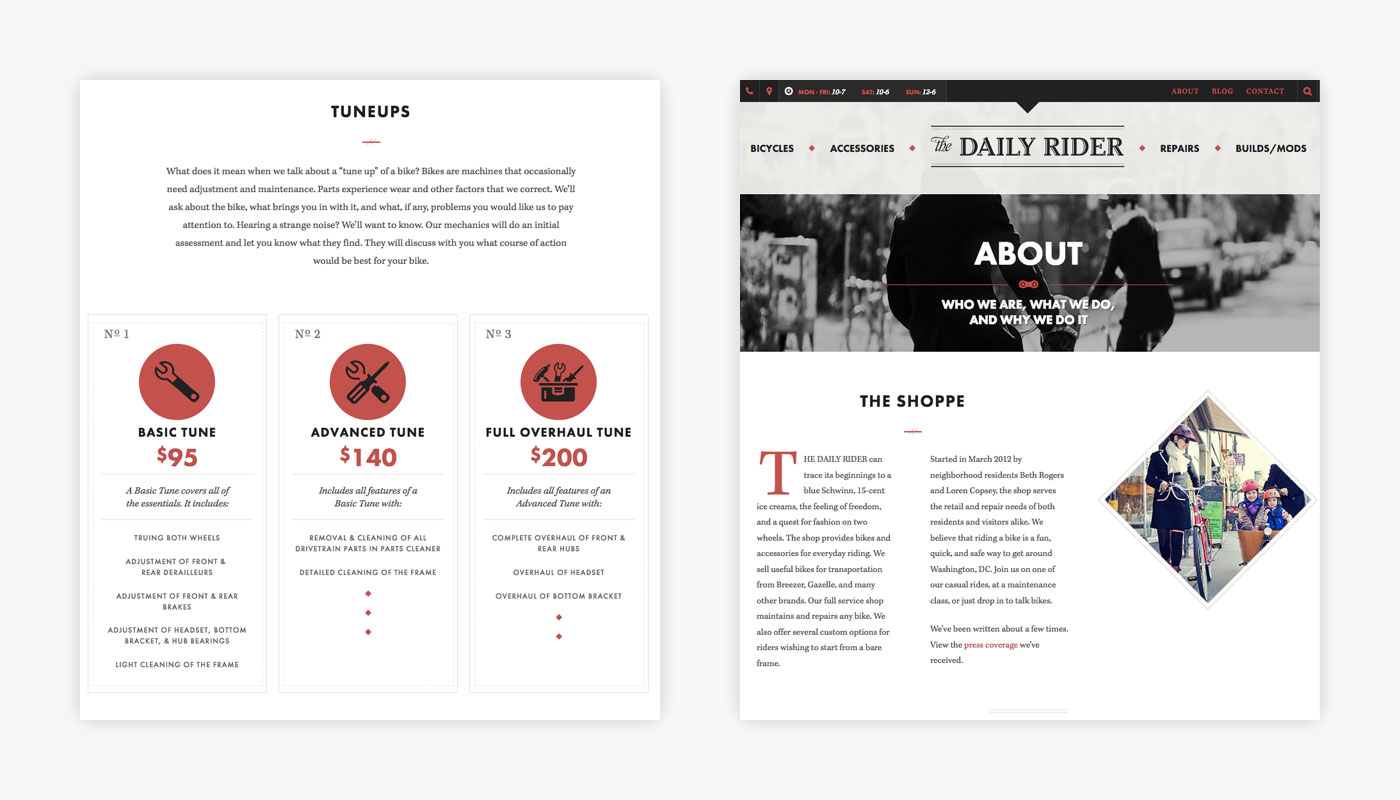 TUNEUPS
What does it mean when we talk about a “tune up” of a bike? Bikes are machines that occasionally
need adjustment and maintenance. Parts experience wear and other factors that we correct. We’ll
ask about the bike, what brings you in with it, and what, if any, problems you would like us to pay
attention to. Hearing a strange noise? We’ll want to know. Our mechanics will do an initial
assessment and let you know what they find. They will discuss with you what course of action
would be best for your bike.
Nº 1
BASIC TUNE
$95
A Basic Tune covers all of
the essentials. It includes:
TRUING BOTH WHEELS
ADJUSTMENT OF FRONT &
REAR DERAILLEURS
ADJUSTMENT OF FRONT & REAR
BRAKES
ADJUSTMENT OF HEADSET, BOTTOM
BRACKET, & HUB BEARINGS
LIGHT CLEANING OF THE FRAME
Nº 2
ADVANCED TUNE
$140
Includes all features of a
Basic Tune with:
REMOVAL & CLEANING OF ALL
DRIVETRAIN PARTS IN PARTS CLEANER
DETAILED CLEANING OF THE FRAME
Nº 3
FULL OVERHAUL TUNE
$200
Includes all features of an
Advanced Tune with:
COMPLETE OVERHAUL OF FRONT &
REAR HUBS
OVERHAUL OF HEADSET
OVERHAUL OF BOTTOM BRACKET
MON - FRI: 10-7 SAT: 10-6 SUN: 12-6 ABOUT BLOG CONTACT
BICYCLES ACCESSORIES the DAILY RIDER REPAIRS BUILDS/MODS
ABOUT
WHO WE ARE, WHAT WE DO,
AND WHY WE DO IT
THE SHOPPE
THE DAILY RIDER can
trace its beginnings to a
blue Schwinn, 15-cent
ice creams, the feeling of freedom,
and a quest for fashion on two
wheels. The shop provides bikes and
accessories for everyday riding. We
sell useful bikes for transportation
from Breezer, Gazelle, and many
other brands. Our full service shop
maintains and repairs any bike. We
also offer several custom options for
riders wishing to start from a bare
frame.
Started in March 2012 by
neighborhood residents Beth Rogers
and Loren Copsey, the shop serves
the retail and repair needs of both
residents and visitors alike. We
believe that riding a bike is a fun,
quick, and safe way to get around
Washington, DC. Join us on one of
our casual rides, at a maintenance
class, or just drop in to talk bikes.
We’ve been written about a few times.
View the press coverage we’ve
received.